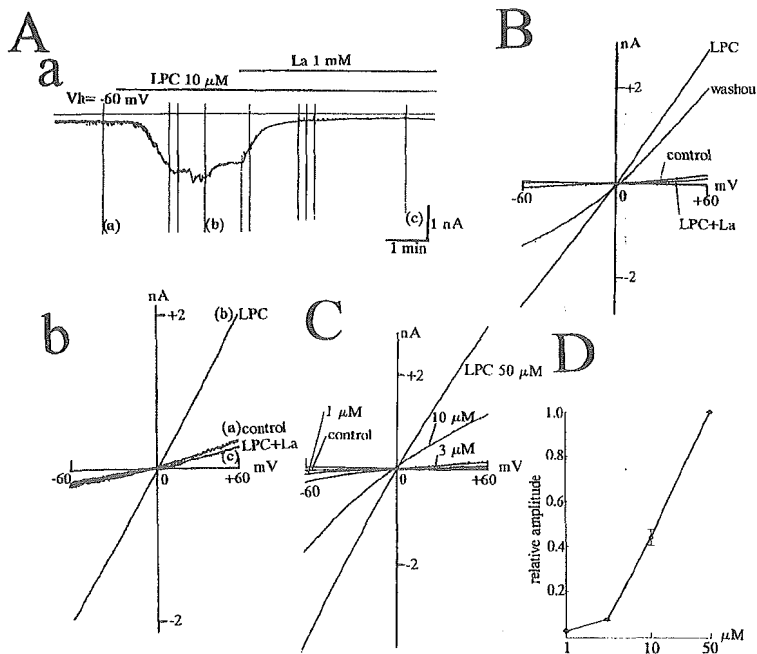 A
a
La 1 mM
LPC 10 µM
Vh= -60 mV
(a)
(b)
(c)
1 nA
1 min
B
nA
LPC
+2
washou
control
-60
0
mV
+60
LPC+La
-2
b
nA
+2
(b) LPC
(a) control
LPC+La
(c)
-60
0
mV
+60
-2
C
nA
+2
LPC 50 µM
1 µM
control
10 µM
3 µM
-60
0
mV
+60
-2
D
relative amplitude
1.0
0.8
0.6
0.4
0.2
1
10
50
µM